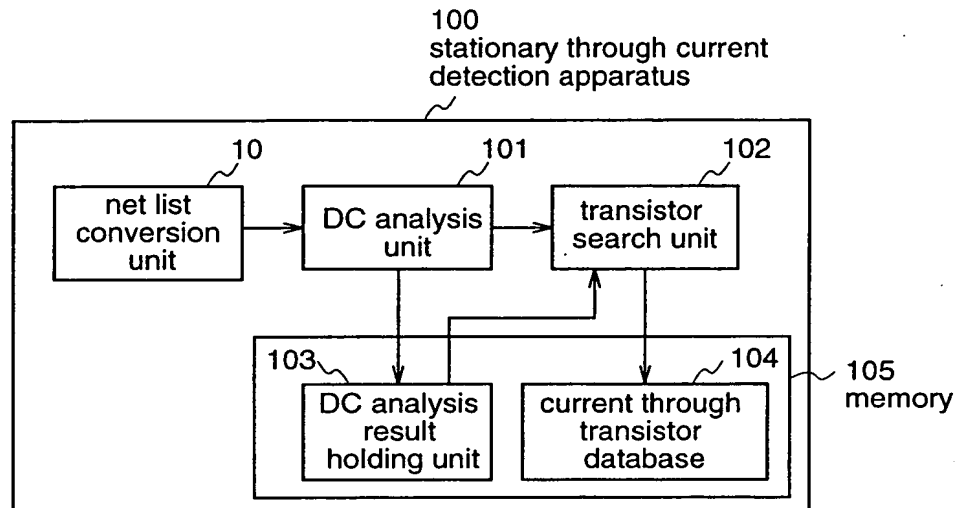 100
stationary through current
detection apparatus
10
101
102
net list
conversion
unit
DC analysis
unit
transistor
search unit
103
104
105
memory
DC analysis
result
holding unit
current through
transistor
database